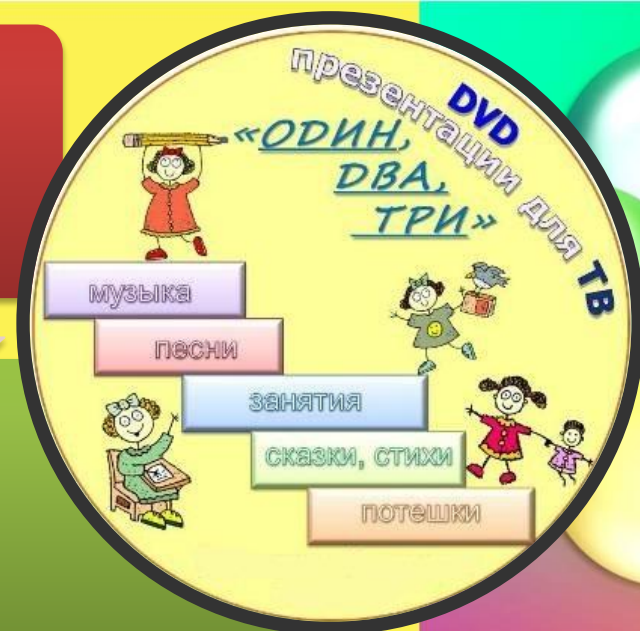 DVD
презентации для ТВ
«ОДИН,
ДВА,
ТРИ»
музыка
песни
занятия
сказки, стихи
потешки